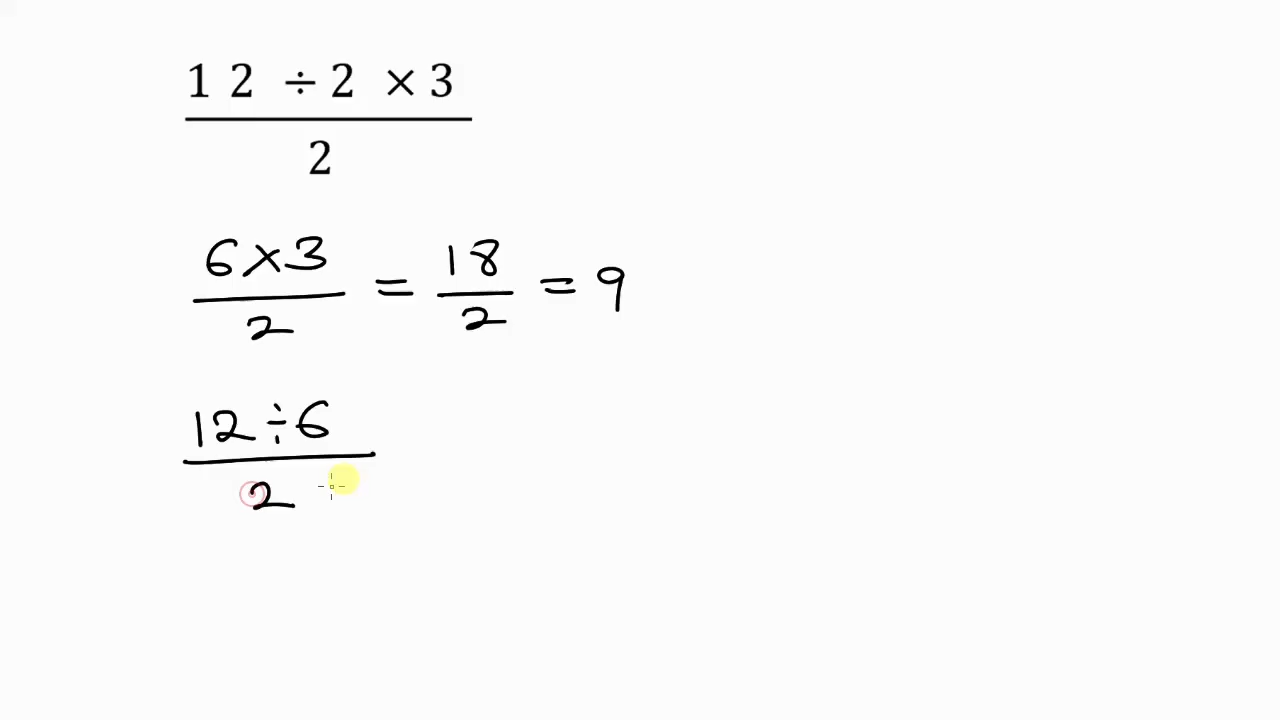 1 2 ÷ 2 × 3
2
6 × 3 = 18 = 9
2 2
12 ÷ 6
2